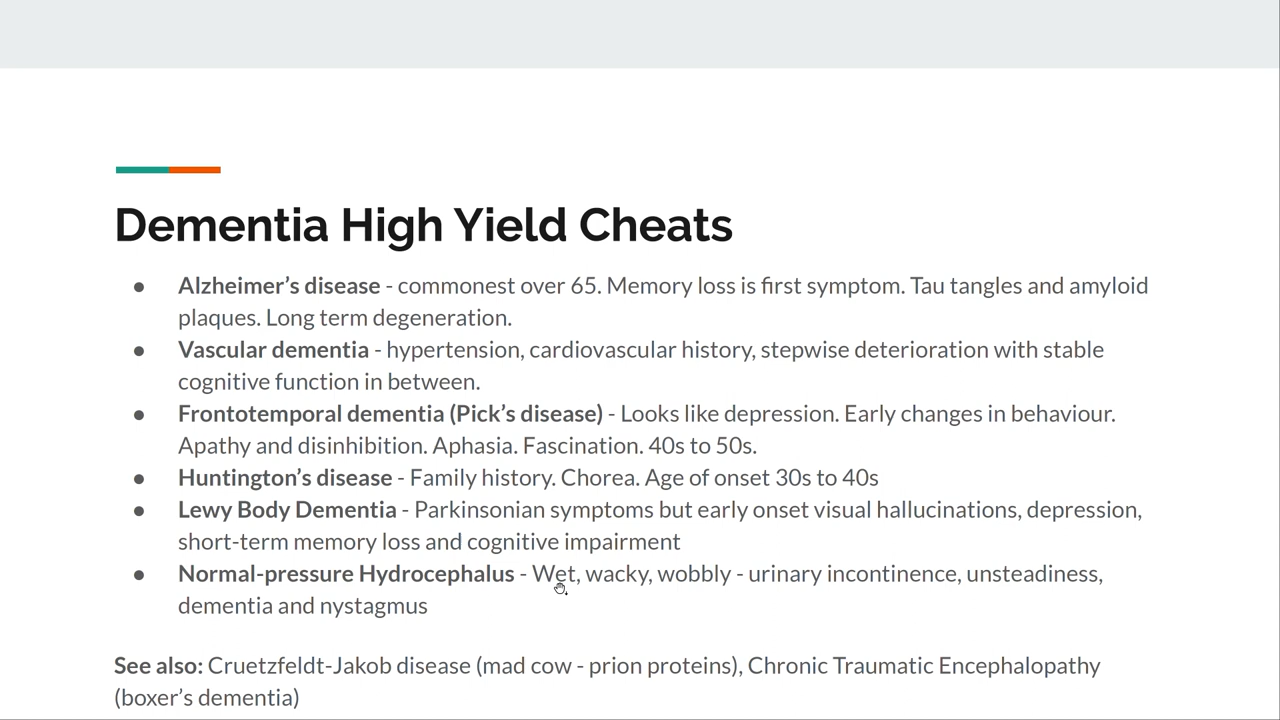 Dementia High Yield Cheats
● Alzheimer’s disease - commonest over 65. Memory loss is first symptom. Tau tangles and amyloid
plaques. Long term degeneration.
● Vascular dementia - hypertension, cardiovascular history, stepwise deterioration with stable
cognitive function in between.
● Frontotemporal dementia (Pick’s disease) - Looks like depression. Early changes in behaviour.
Apathy and disinhibition. Aphasia. Fascination. 40s to 50s.
● Huntington’s disease - Family history. Chorea. Age of onset 30s to 40s
● Lewy Body Dementia - Parkinsonian symptoms but early onset visual hallucinations, depression,
short-term memory loss and cognitive impairment
● Normal-pressure Hydrocephalus - Wet, wacky, wobbly - urinary incontinence, unsteadiness,
dementia and nystagmus
See also: Cruetzfeldt-Jakob disease (mad cow - prion proteins), Chronic Traumatic Encephalopathy
(boxer’s dementia)